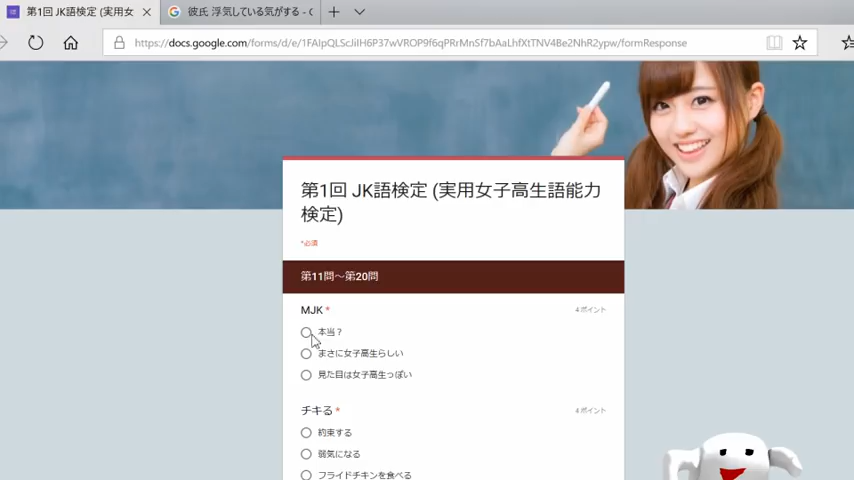 第1回 JK語検定 (実用女
彼氏 浮気している気がする - G
https://docs.google.com/forms/d/e/1FAIpQLScJiIH6P37wVROP9f6qPRrMnSf7bAaLhfXtTNV4Be2NhR2ypw/formResponse
第1回 JK語検定 (実用女子高生語能力
検定)
*必須
第11問～第20問
MJK *
4 ポイント
本当？
まさに女子高生らしい
見た目は女子高生っぽい
チキる *
4 ポイント
約束する
弱気になる
フライドチキンを食べる